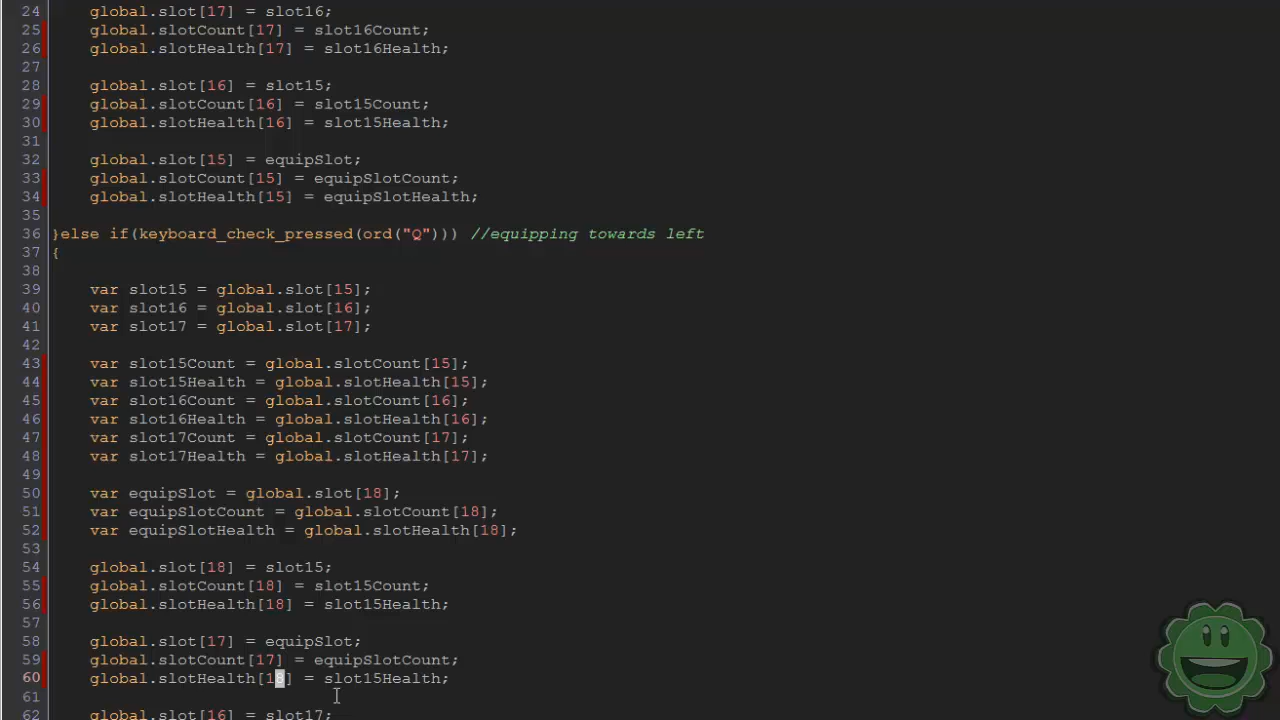 24 global.slot[17] = slot16;
25 global.slotCount[17] = slot16Count;
26 global.slotHealth[17] = slot16Health;
27
28 global.slot[16] = slot15;
29 global.slotCount[16] = slot15Count;
30 global.slotHealth[16] = slot15Health;
31
32 global.slot[15] = equipSlot;
33 global.slotCount[15] = equipSlotCount;
34 global.slotHealth[15] = equipSlotHealth;
35
36 }else if(keyboard_check_pressed(ord("Q"))) //equipping towards left
37 {
38
39 var slot15 = global.slot[15];
40 var slot16 = global.slot[16];
41 var slot17 = global.slot[17];
42
43 var slot15Count = global.slotCount[15];
44 var slot15Health = global.slotHealth[15];
45 var slot16Count = global.slotCount[16];
46 var slot16Health = global.slotHealth[16];
47 var slot17Count = global.slotCount[17];
48 var slot17Health = global.slotHealth[17];
49
50 var equipSlot = global.slot[18];
51 var equipSlotCount = global.slotCount[18];
52 var equipSlotHealth = global.slotHealth[18];
53
54 global.slot[18] = slot15;
55 global.slotCount[18] = slot15Count;
56 global.slotHealth[18] = slot15Health;
57
58 global.slot[17] = equipSlot;
59 global.slotCount[17] = equipSlotCount;
60 global.slotHealth[18] = slot15Health;
61
62 global.slot[16] = slot17;